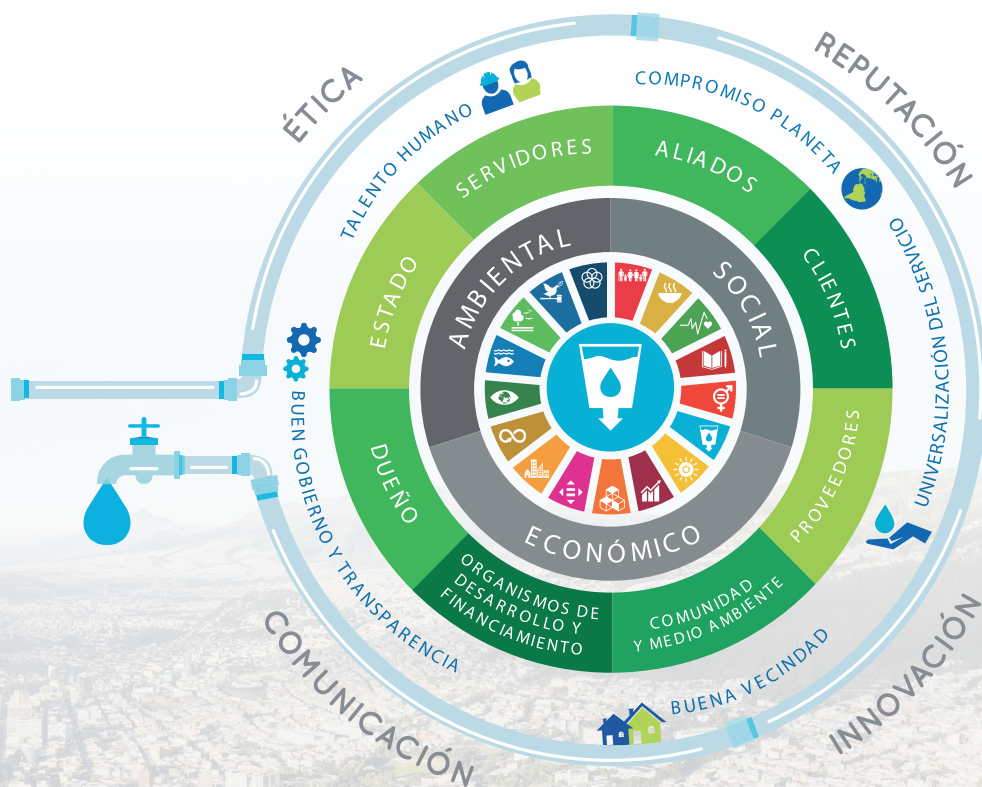 ÉTICA
REPUTACIÓN
INNOVACIÓN
COMUNICACIÓN
TALENTO HUMANO
COMPROMISO PLANETA
UNIVERSALIZACIÓN DEL SERVICIO
BUENA VECINDAD
BUEN GOBIERNO Y TRANSPARENCIA
SERVIDORES
ALIADOS
CLIENTES
PROVEEDORES
COMUNIDAD
Y MEDIO AMBIENTE
ORGANISMOS DE
DESARROLLO Y
FINANCIAMIENTO
DUEÑO
ESTADO
AMBIENTAL
SOCIAL
ECONÓMICO